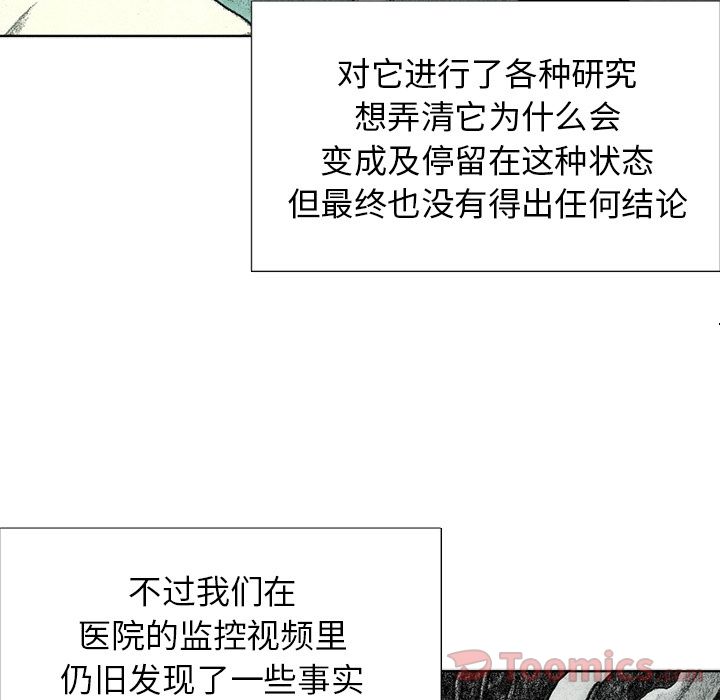 对它进行了各种研究
想弄清它为什么会
变成及停留在这种状态
但最终也没有得出任何结论
不过我们在
医院的监控视频里
仍旧发现了一些事实
Toomics.com